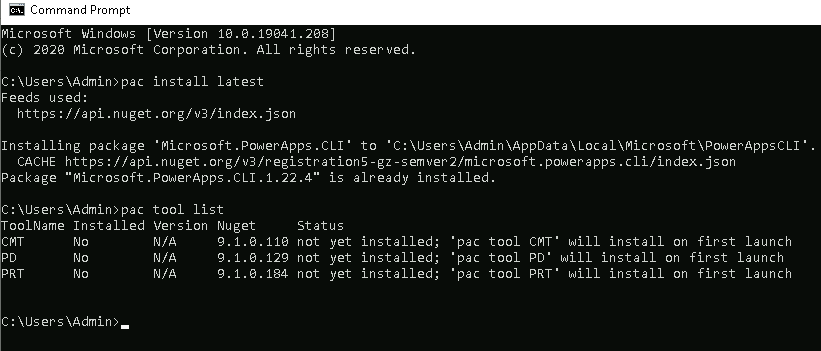 Command Prompt
Microsoft Windows [Version 10.0.19041.208]
(c) 2020 Microsoft Corporation. All rights reserved.
C:\Users\Admin>pac install latest
Feeds used:
https://api.nuget.org/v3/index.json
Installing package 'Microsoft.PowerApps.CLI' to 'C:\Users\Admin\AppData\Local\Microsoft\PowerAppsCLI'.
CACHE https://api.nuget.org/v3/registration5-gz-semver2/microsoft.powerapps.cli/index.json
Package "Microsoft.PowerApps.CLI.1.22.4" is already installed.
C:\Users\Admin>pac tool list
ToolName Installed Version Nuget Status
CMT No N/A 9.1.0.110 not yet installed; 'pac tool CMT' will install on first launch
PD No N/A 9.1.0.129 not yet installed; 'pac tool PD' will install on first launch
PRT No N/A 9.1.0.184 not yet installed; 'pac tool PRT' will install on first launch
C:\Users\Admin>